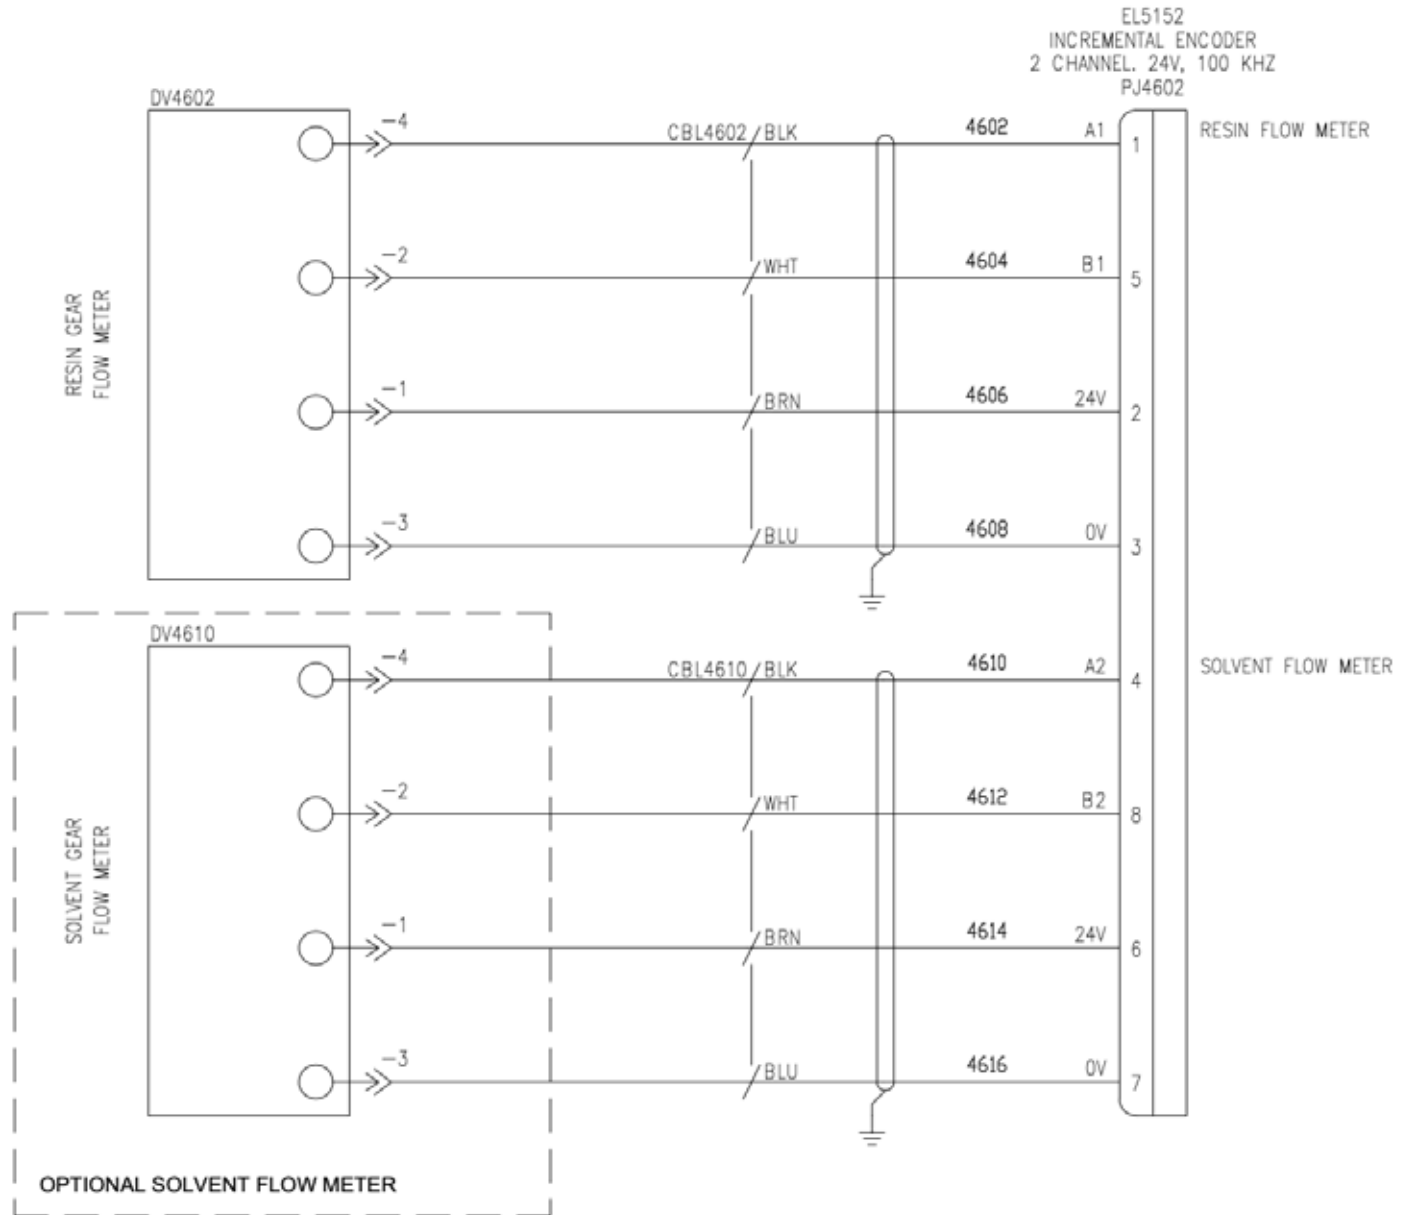 EL5152
INCREMENTAL ENCODER
2 CHANNEL. 24V, 100 KHZ
PJ4602
DV4602
-4
CBL4602
BLK
4602
A1
1
RESIN FLOW METER
-2
WHT
4604
B1
5
RESIN GEAR
FLOW METER
-1
BRN
4606
24V
2
-3
BLU
4608
0V
3
DV4610
-4
CBL4610
BLK
4610
A2
4
SOLVENT FLOW METER
-2
WHT
4612
B2
8
SOLVENT GEAR
FLOW METER
-1
BRN
4614
24V
6
-3
BLU
4616
0V
7
OPTIONAL SOLVENT FLOW METER